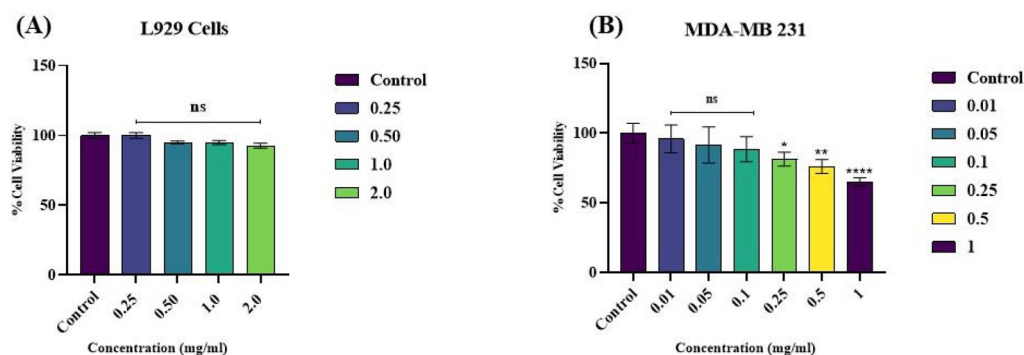 (A)
L929 Cells
% Cell Viability
150
100
50
0
ns
Control
0.25
0.50
1.0
2.0
Concentration (mg/ml)
Control
0.25
0.50
1.0
2.0
(B)
MDA-MB 231
% Cell Viability
150
100
50
0
ns
*
**
****
Control
0.01
0.05
0.1
0.25
0.5
1
Concentration (mg/ml)
Control
0.01
0.05
0.1
0.25
0.5
1